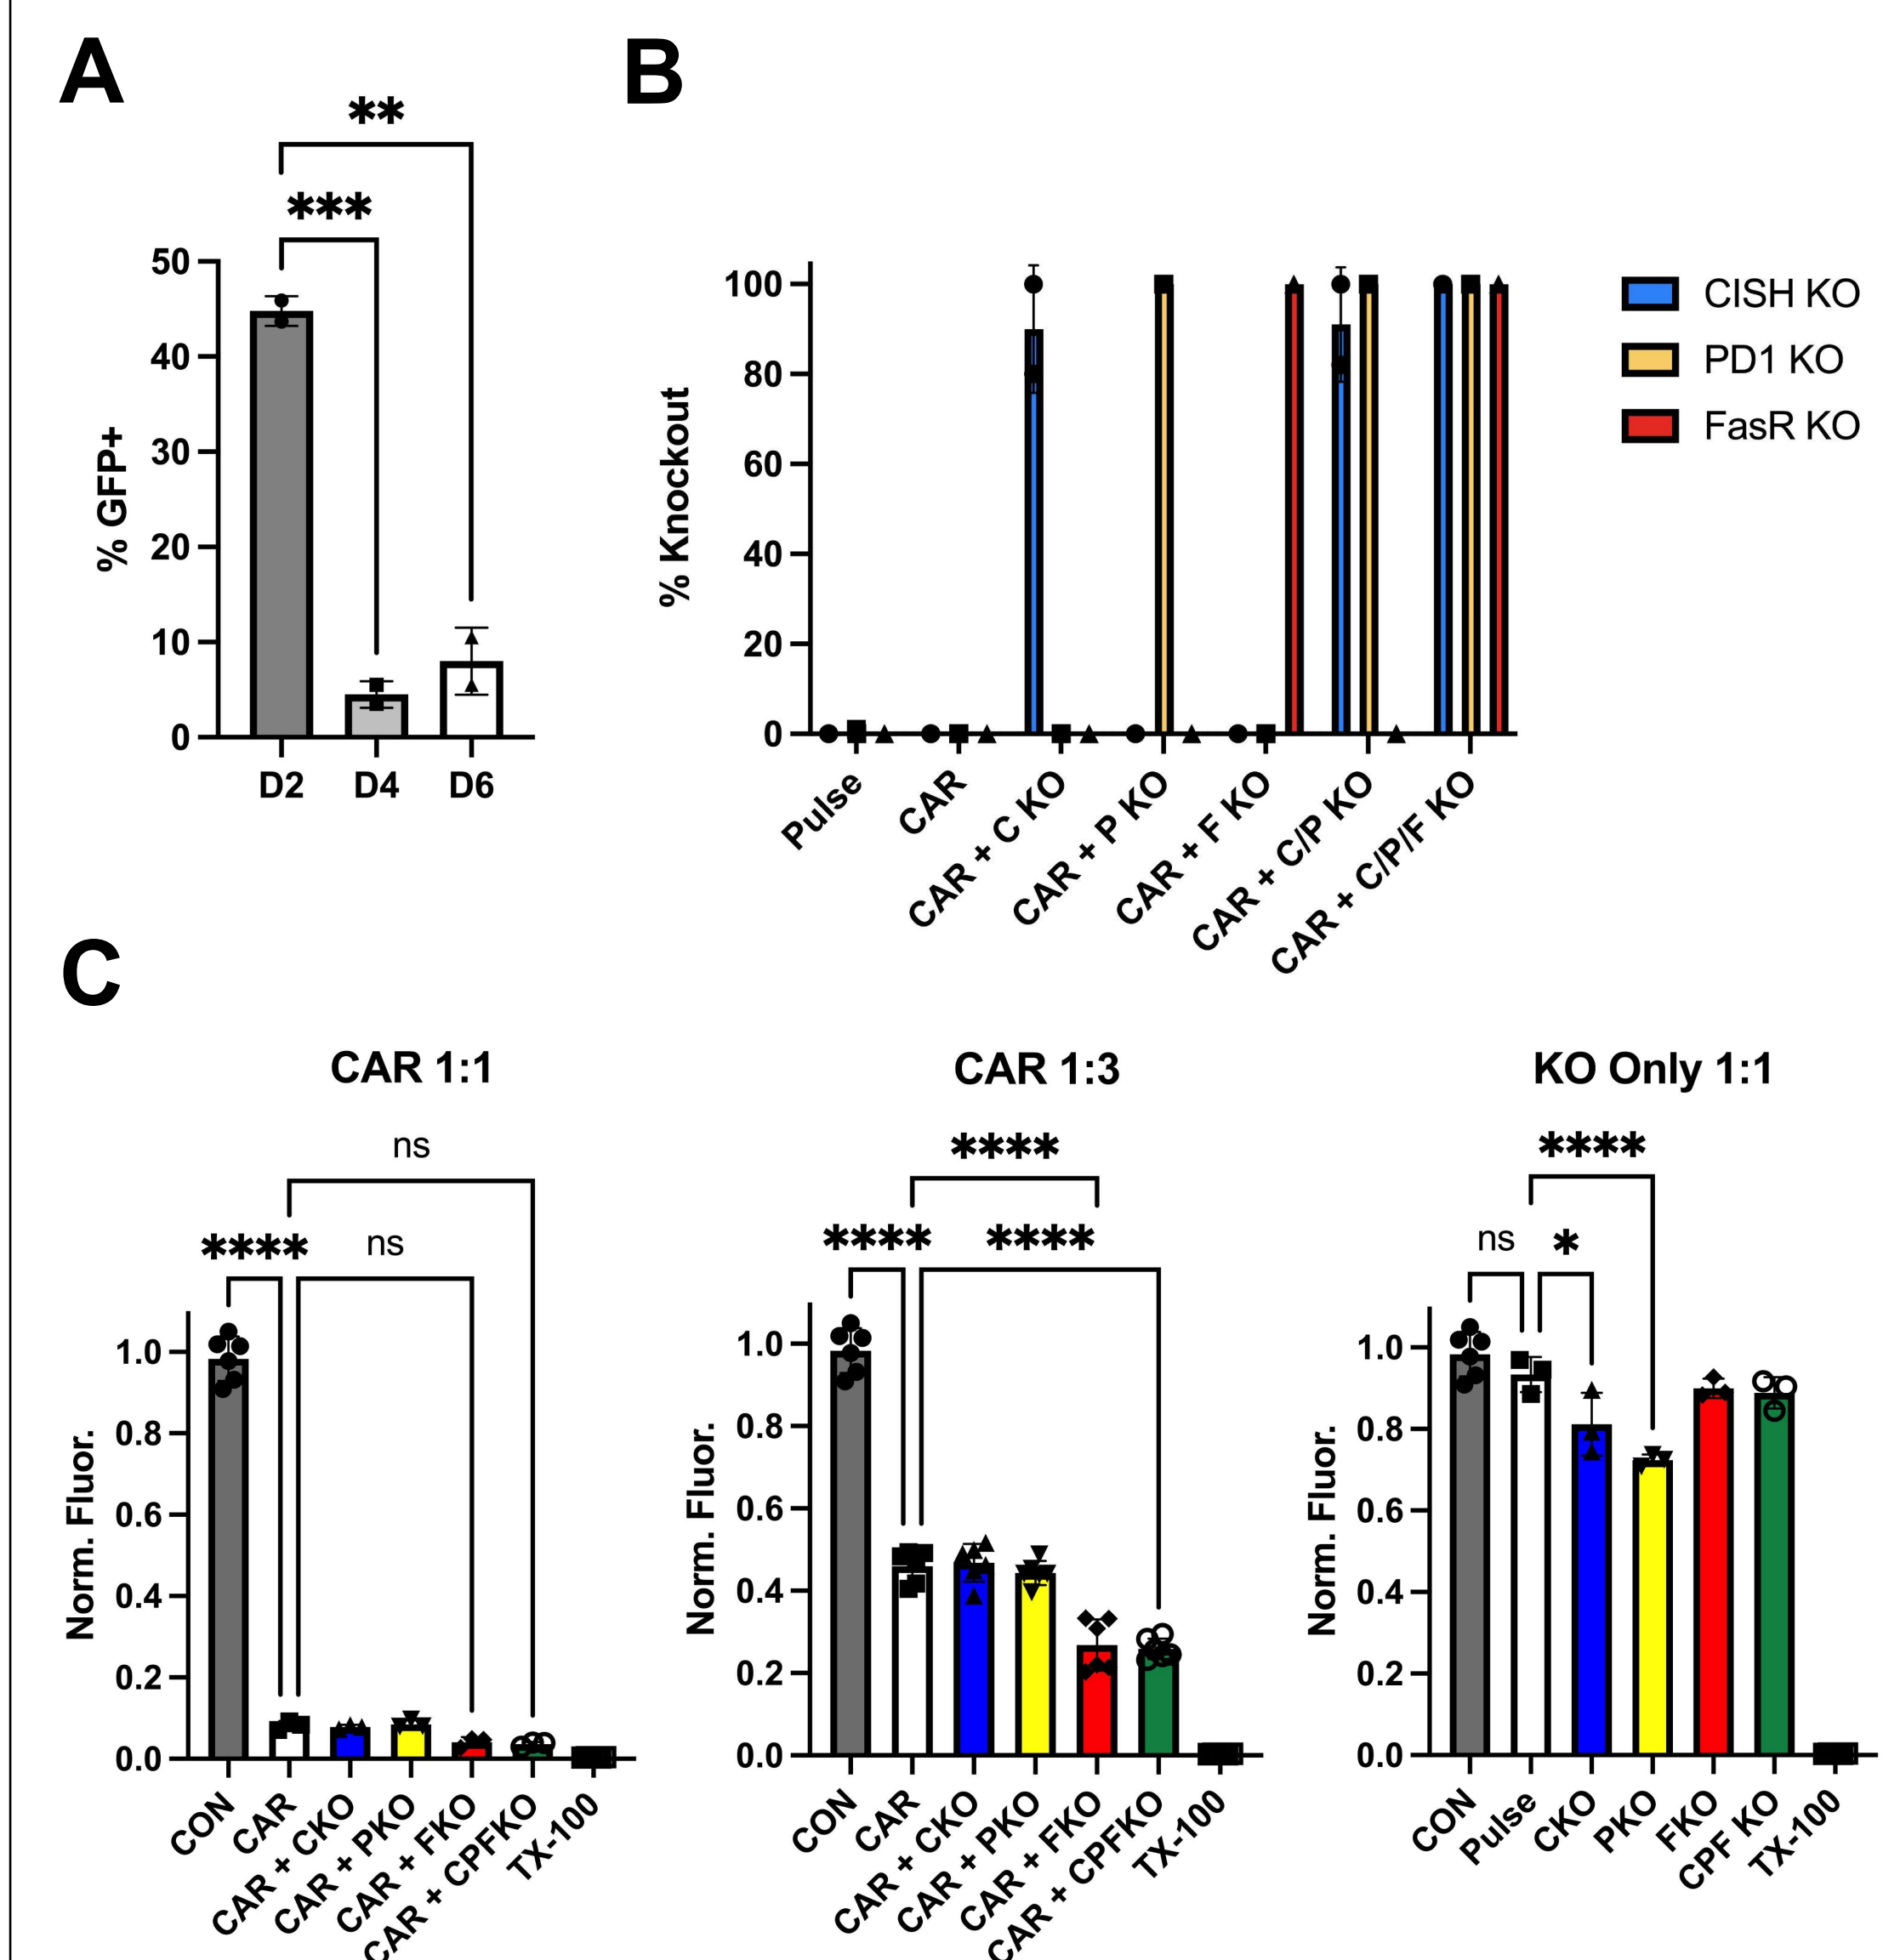 A
**
***
50
40
30
20
10
0
% GFP+
D2
D4
D6
B
100
80
60
40
20
0
% Knockout
Pulse
CAR
CAR + C KO
CAR + P KO
CAR + F KO
CAR + C/P KO
CAR + C/P/F KO
CISH KO
PD1 KO
FasR KO
C
CAR 1:1
ns
**** ns
1.0
0.8
0.6
0.4
0.2
0.0
Norm. Fluor.
CON
CAR
CAR + CKO
CAR + PKO
CAR + FKO
CAR + CPFKO
TX-100
CAR 1:3
****
**** ****
1.0
0.8
0.6
0.4
0.2
0.0
Norm. Fluor.
CON
CAR
CAR + CKO
CAR + PKO
CAR + FKO
CAR + CPFKO
TX-100
KO Only 1:1
****
ns *
1.0
0.8
0.6
0.4
0.2
0.0
Norm. Fluor.
CON
Pulse
CKO
PKO
FKO
CPF KO
TX-100